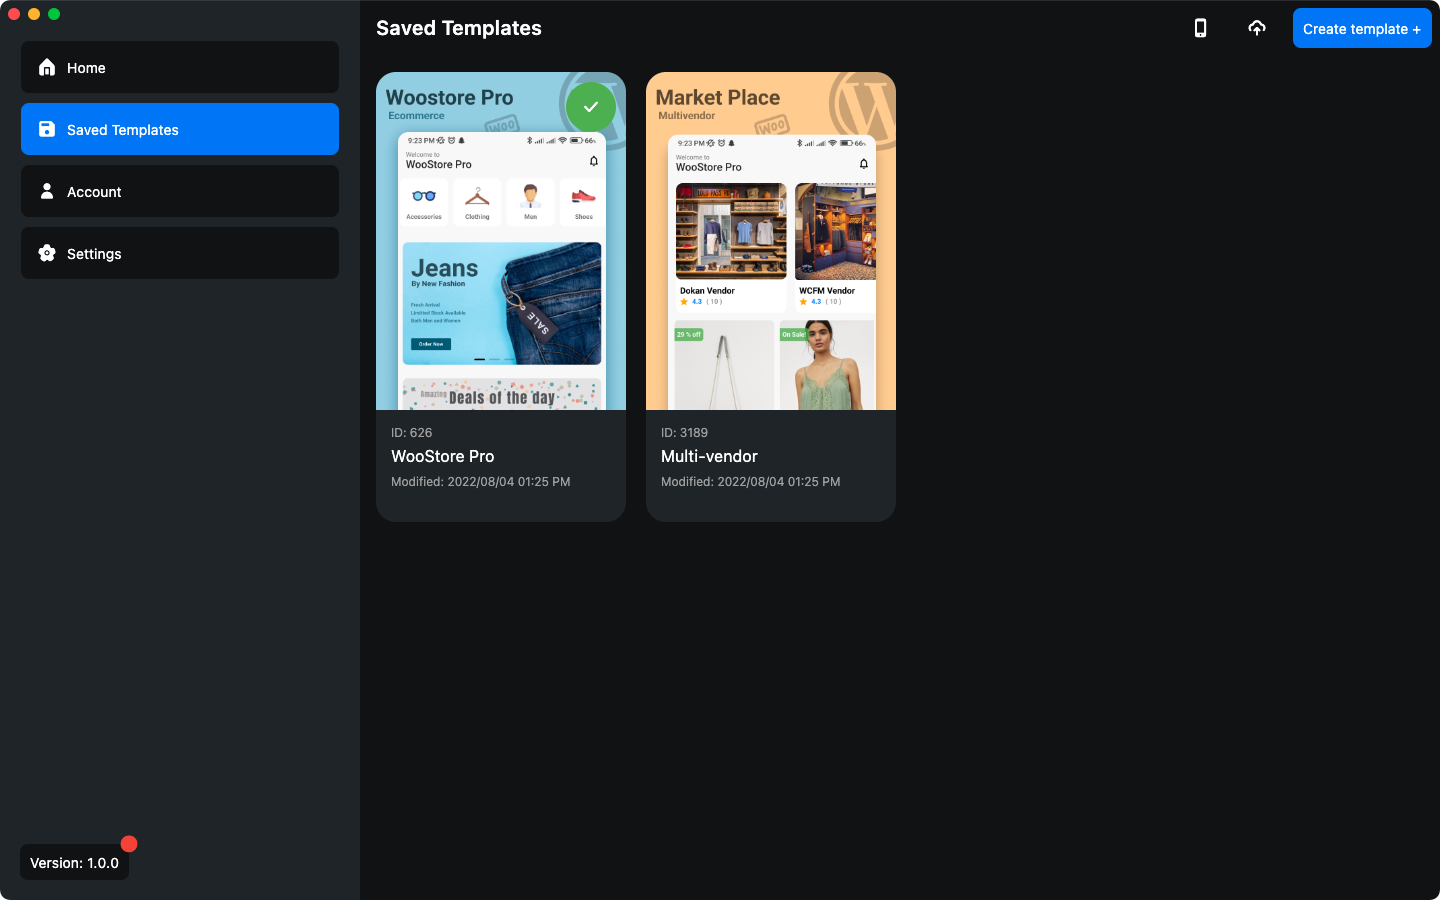 Home
Saved Templates
Account
Settings
Version: 1.0.0
Saved Templates
Create template +
Woostore Pro
Ecommerce
Woo
9:23 PM
66%
Welcome to
WooStore Pro
Accessories
Clothing
Man
Shoes
Jeans
By New Fashion
Fresh Arrival
Limited Stock Available
Both Men and Women
Order Now
SALE
Amazing Deals of the day
ID: 626
WooStore Pro
Modified: 2022/08/04 01:25 PM
Market Place
Multivendor
Woo
9:23 PM
66%
Welcome to
WooStore Pro
Dokan Vendor
4.3 ( 10 )
WCFM Vendor
4.3 ( 10 )
29 % off
On Sale!
ID: 3189
Multi-vendor
Modified: 2022/08/04 01:25 PM